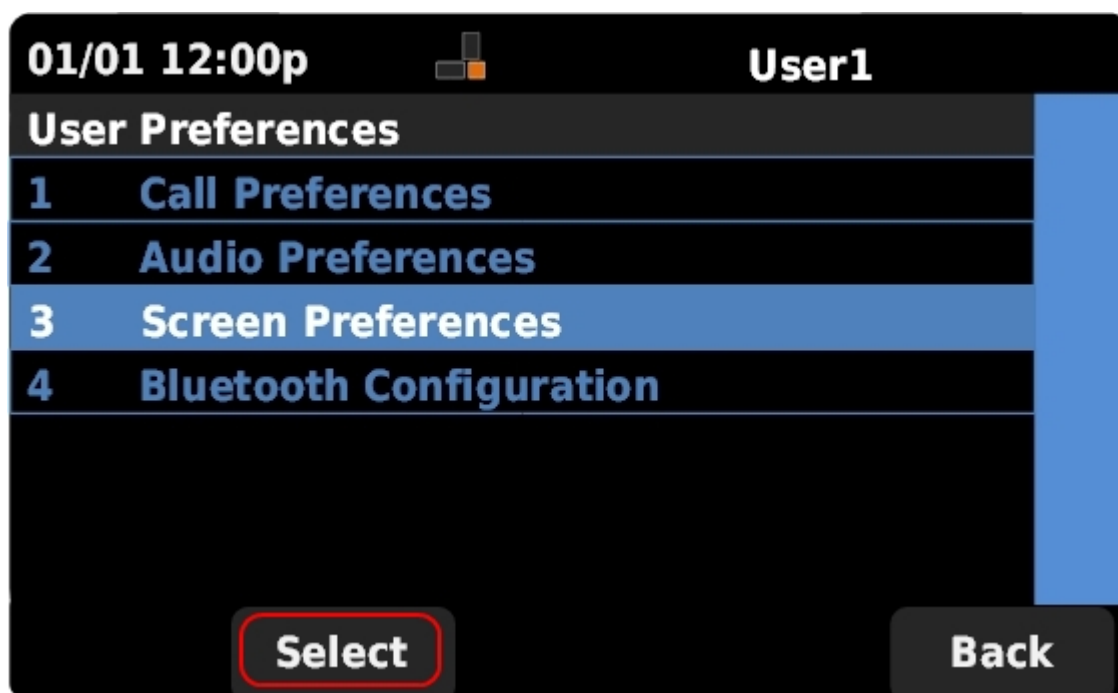 01/01 12:00p User1
User Preferences
1 Call Preferences
2 Audio Preferences
3 Screen Preferences
4 Bluetooth Configuration
Select Back